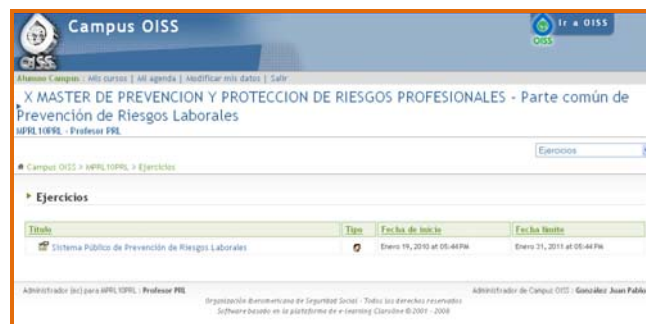 Campus OISS
Ir a OISS
OISS
OISS
Alumno Campus : Mis cursos | Mi agenda | Modificar mis datos | Salir
X MASTER DE PREVENCION Y PROTECCION DE RIESGOS PROFESIONALES - Parte común de
Prevención de Riesgos Laborales
MPRL10PRL - Profesor PRL
Ejercicios
Campus OISS > MPRL10PRL > Ejercicios
Ejercicios
Título Tipo Fecha de inicio Fecha límite
Sistema Público de Prevención de Riesgos Laborales Enero 19, 2010 at 05:44 PM Enero 31, 2011 at 05:44 PM
Administrador (es) para MPRL10PRL : Profesor PRL Administrador de Campus OISS : González Juan Pablo
Organización Iberoamericana de Seguridad Social - Todos los derechos reservados
Software basado en la plataforma de e-learning Claroline © 2001 - 2008